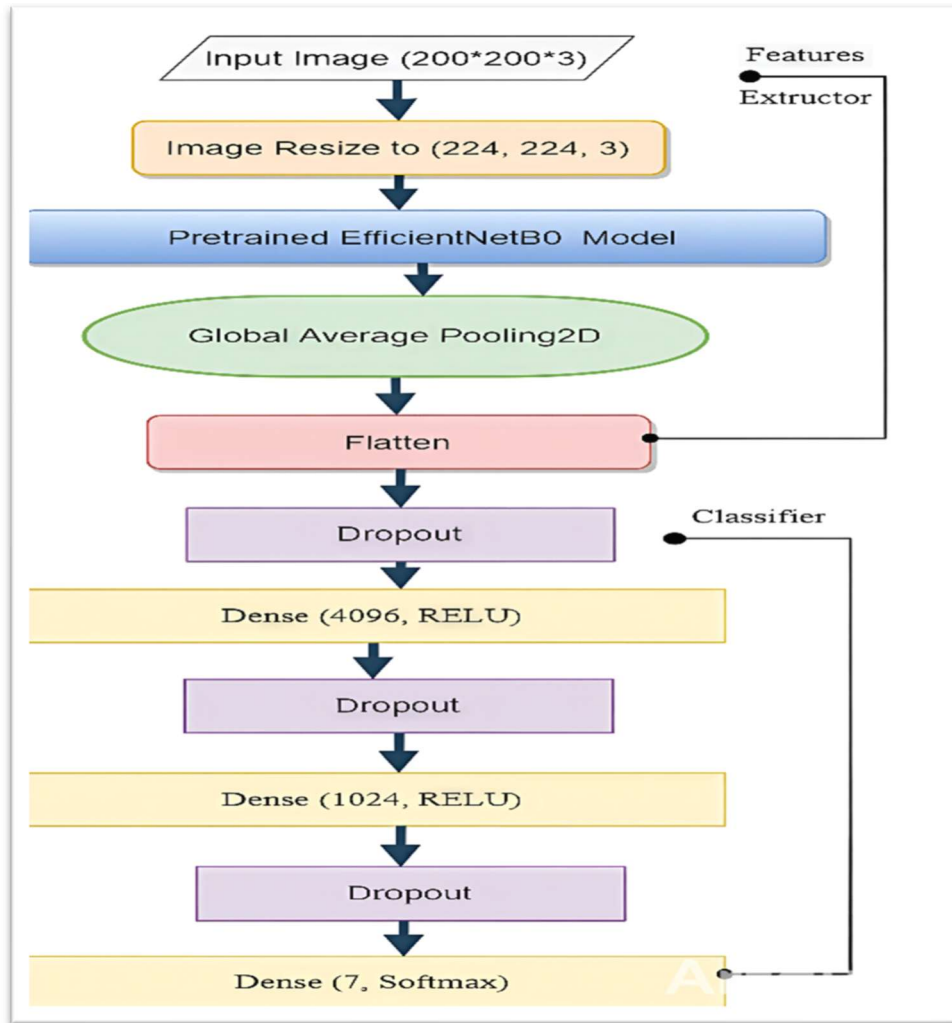 Input Image (200*200*3)
Features
Extructor
Image Resize to (224, 224, 3)
Pretrained EfficientNetB0 Model
Global Average Pooling2D
Flatten
Dropout
Classifier
Dense (4096, RELU)
Dropout
Dense (1024, RELU)
Dropout
Dense (7, Softmax)